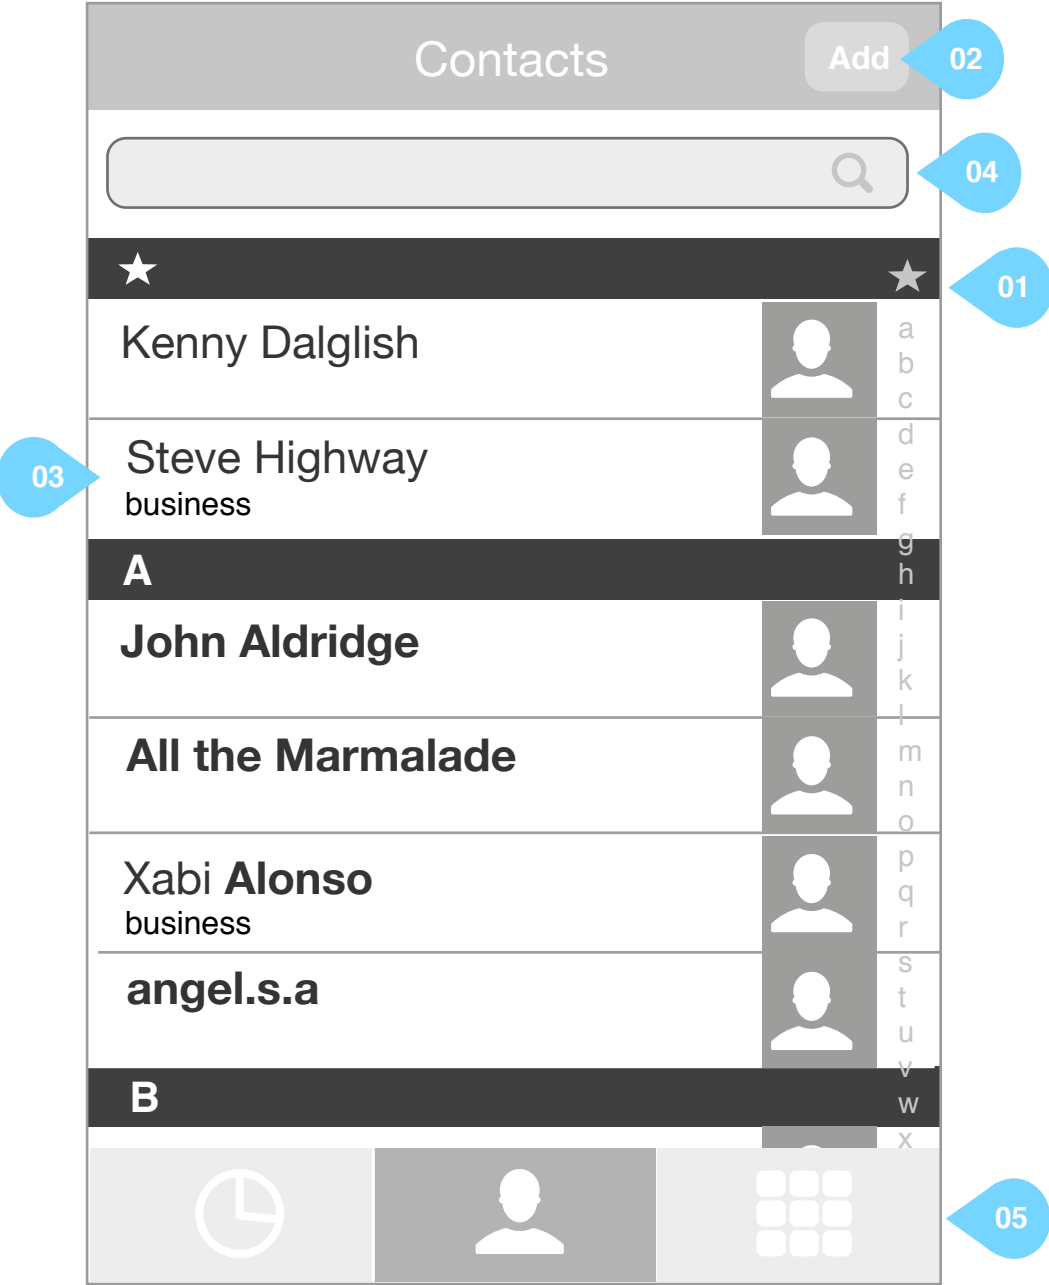 Contacts
Add
02
04
01
Kenny Dalglish
a
b
c
03
Steve Highway
business
d
e
f
g
A
h
i
John Aldridge
j
k
l
All the Marmalade
m
n
o
Xabi Alonso
business
p
q
r
angel.s.a
s
t
u
v
B
w
x
05